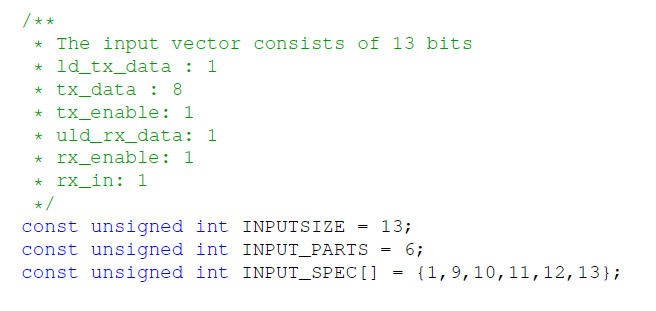 /**
 * The input vector consists of 13 bits
 * ld_tx_data : 1
 * tx_data : 8
 * tx_enable: 1
 * uld_rx_data: 1
 * rx_enable: 1
 * rx_in: 1
 */
const unsigned int INPUTSIZE = 13;
const unsigned int INPUT_PARTS = 6;
const unsigned int INPUT_SPEC[] = {1,9,10,11,12,13};